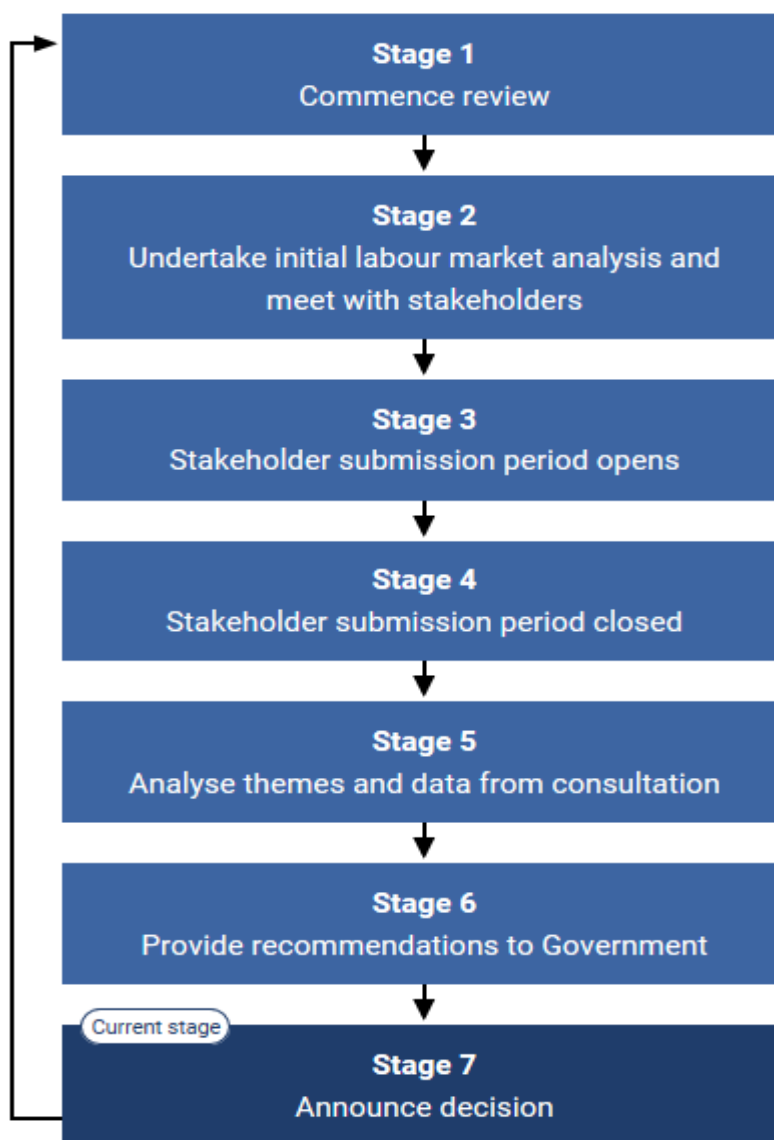 Stage 1
Commence review
Stage 2
Undertake initial labour market analysis and
meet with stakeholders
Stage 3
Stakeholder submission period opens
Stage 4
Stakeholder submission period closed
Stage 5
Analyse themes and data from consultation
Stage 6
Provide recommendations to Government
Current stage
Stage 7
Announce decision